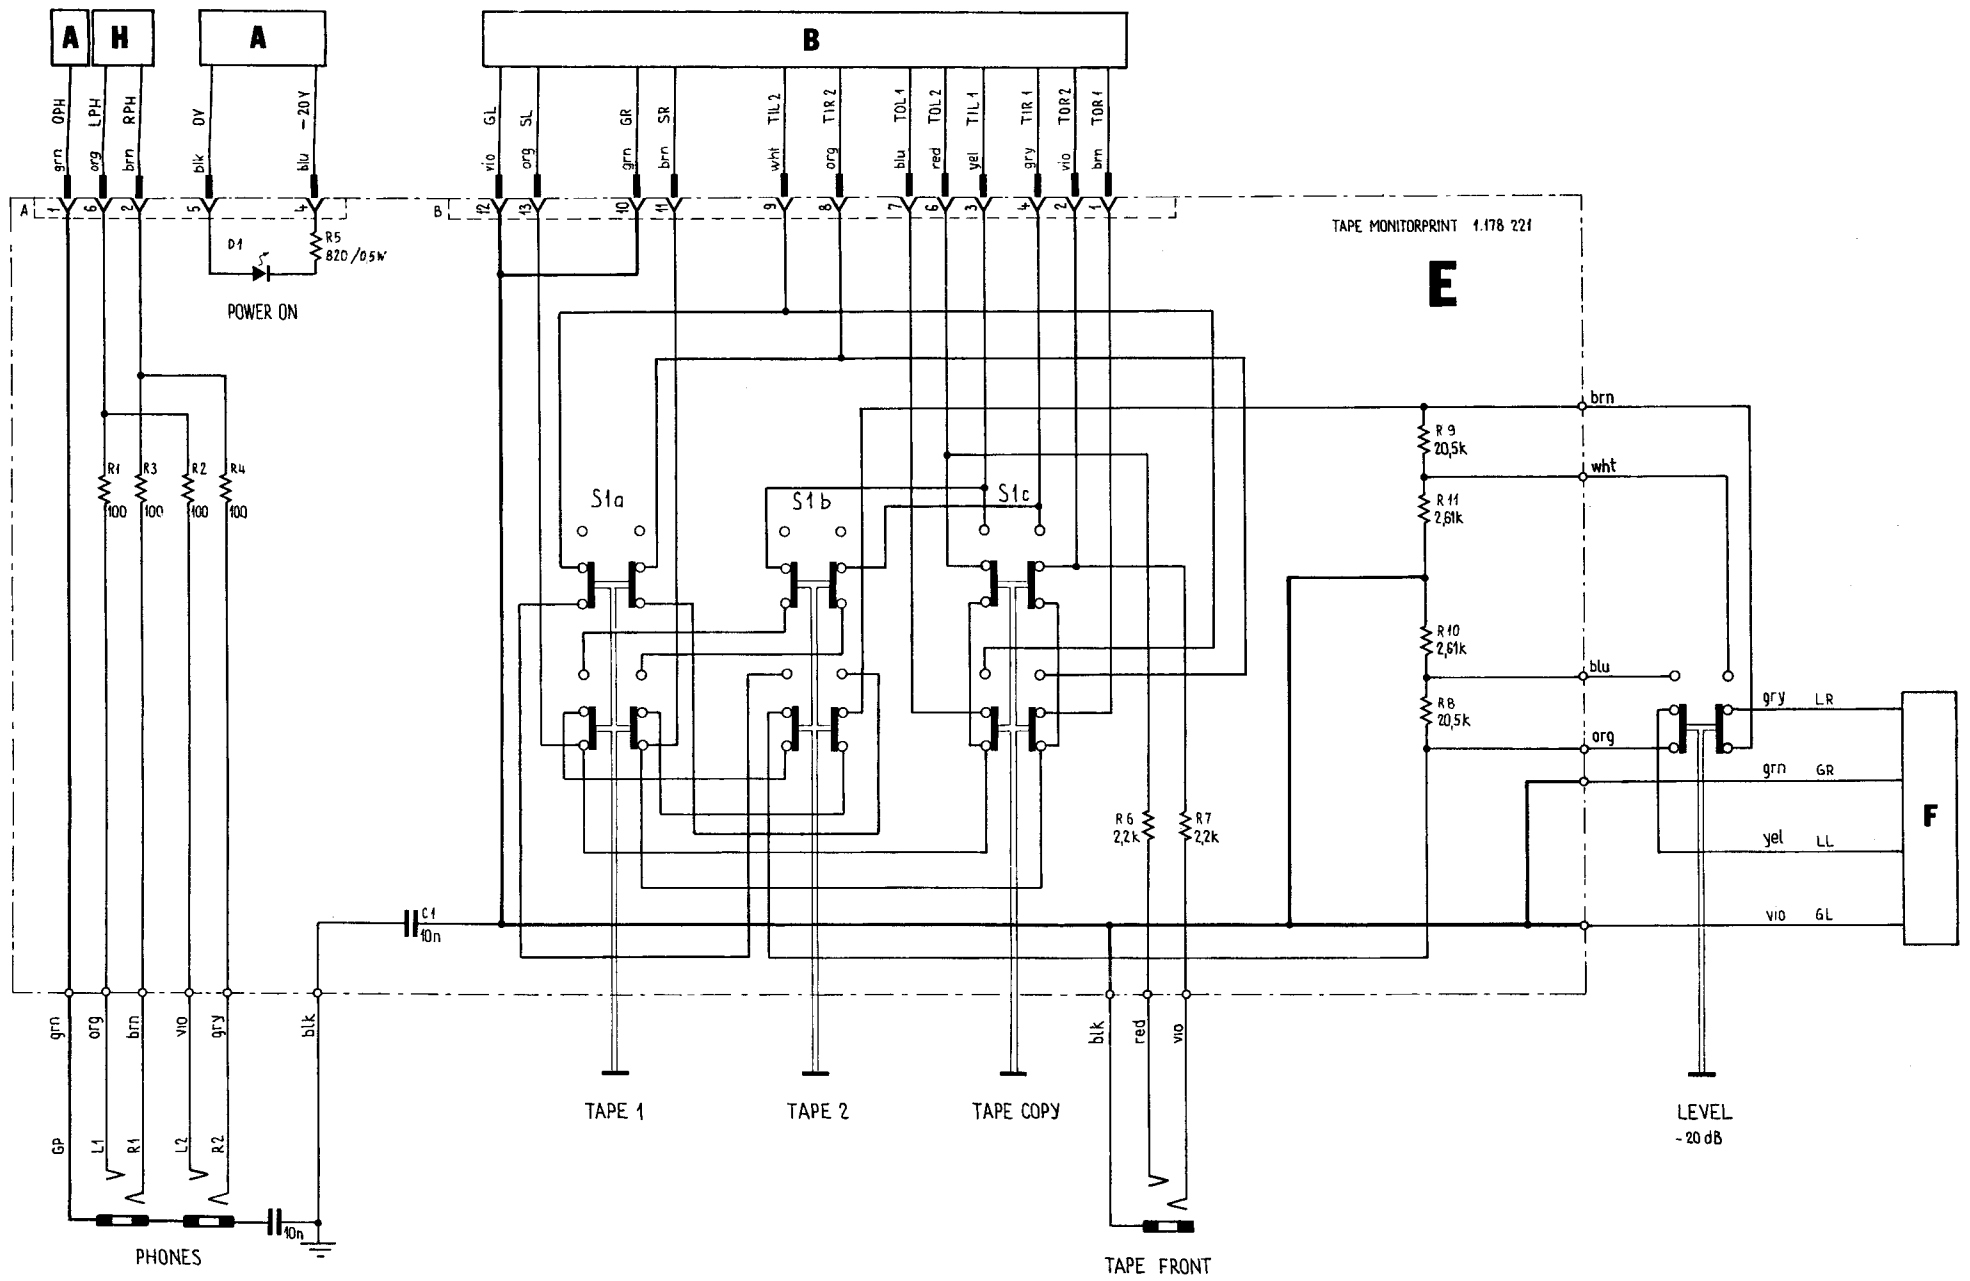 A H A B
OPH LPH RPH OV - 20V GL SL GR SR TIL 2 TIR 2 TOL 1 TOL 2 TIL 1 TIR 1 TOR 2 TOR 1
grn org brn blk blu vio org grn brn wht org blu red yel gry vio brn
A 1 6 2 5 4 B 12 13 10 11 9 8 7 6 3 4 2 1
TAPE MONITORPRINT 1.178 221
E
D1
R5
820 /0.5W
POWER ON
brn
R 9
20,5k
wht
R1
100
R3
100
R2
100
R4
100
S1a
S1b
S1c
R 11
2,61k
R 10
2,61k
blu
R 8
20,5k
org
gry LR
grn GR
F
R 6
2,2k
R7
2,2k
yel LL
C1
10n
vio GL
grn org brn vio gry blk
blk red vio
TAPE 1
TAPE 2
TAPE COPY
LEVEL
- 20 dB
GP L1 R1 L2 R2
10n
PHONES
TAPE FRONT